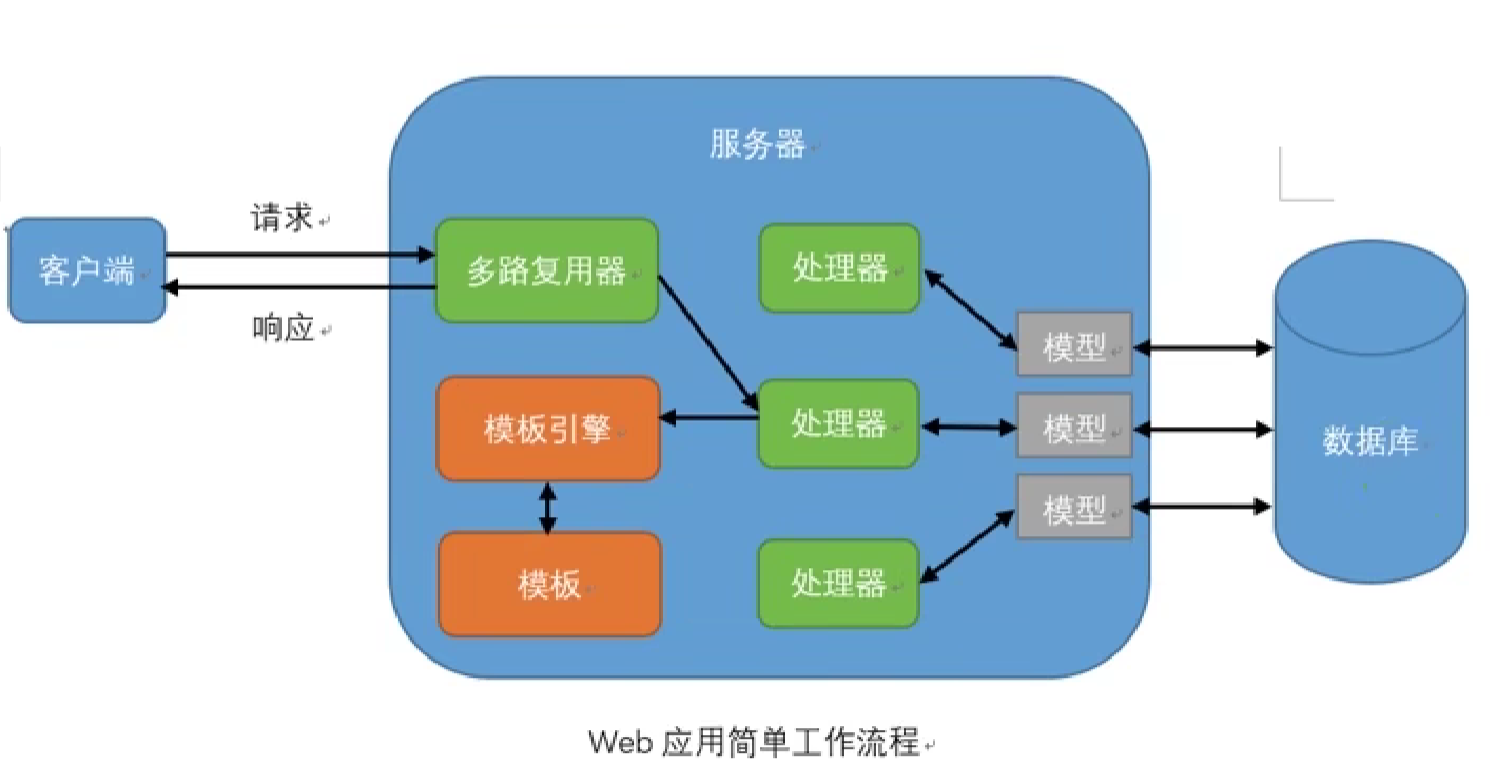 服务器
请求
客户端
多路复用器
处理器
响应
模型
模板引擎
处理器
模型
数据库
模型
模板
处理器
Web 应用简单工作流程